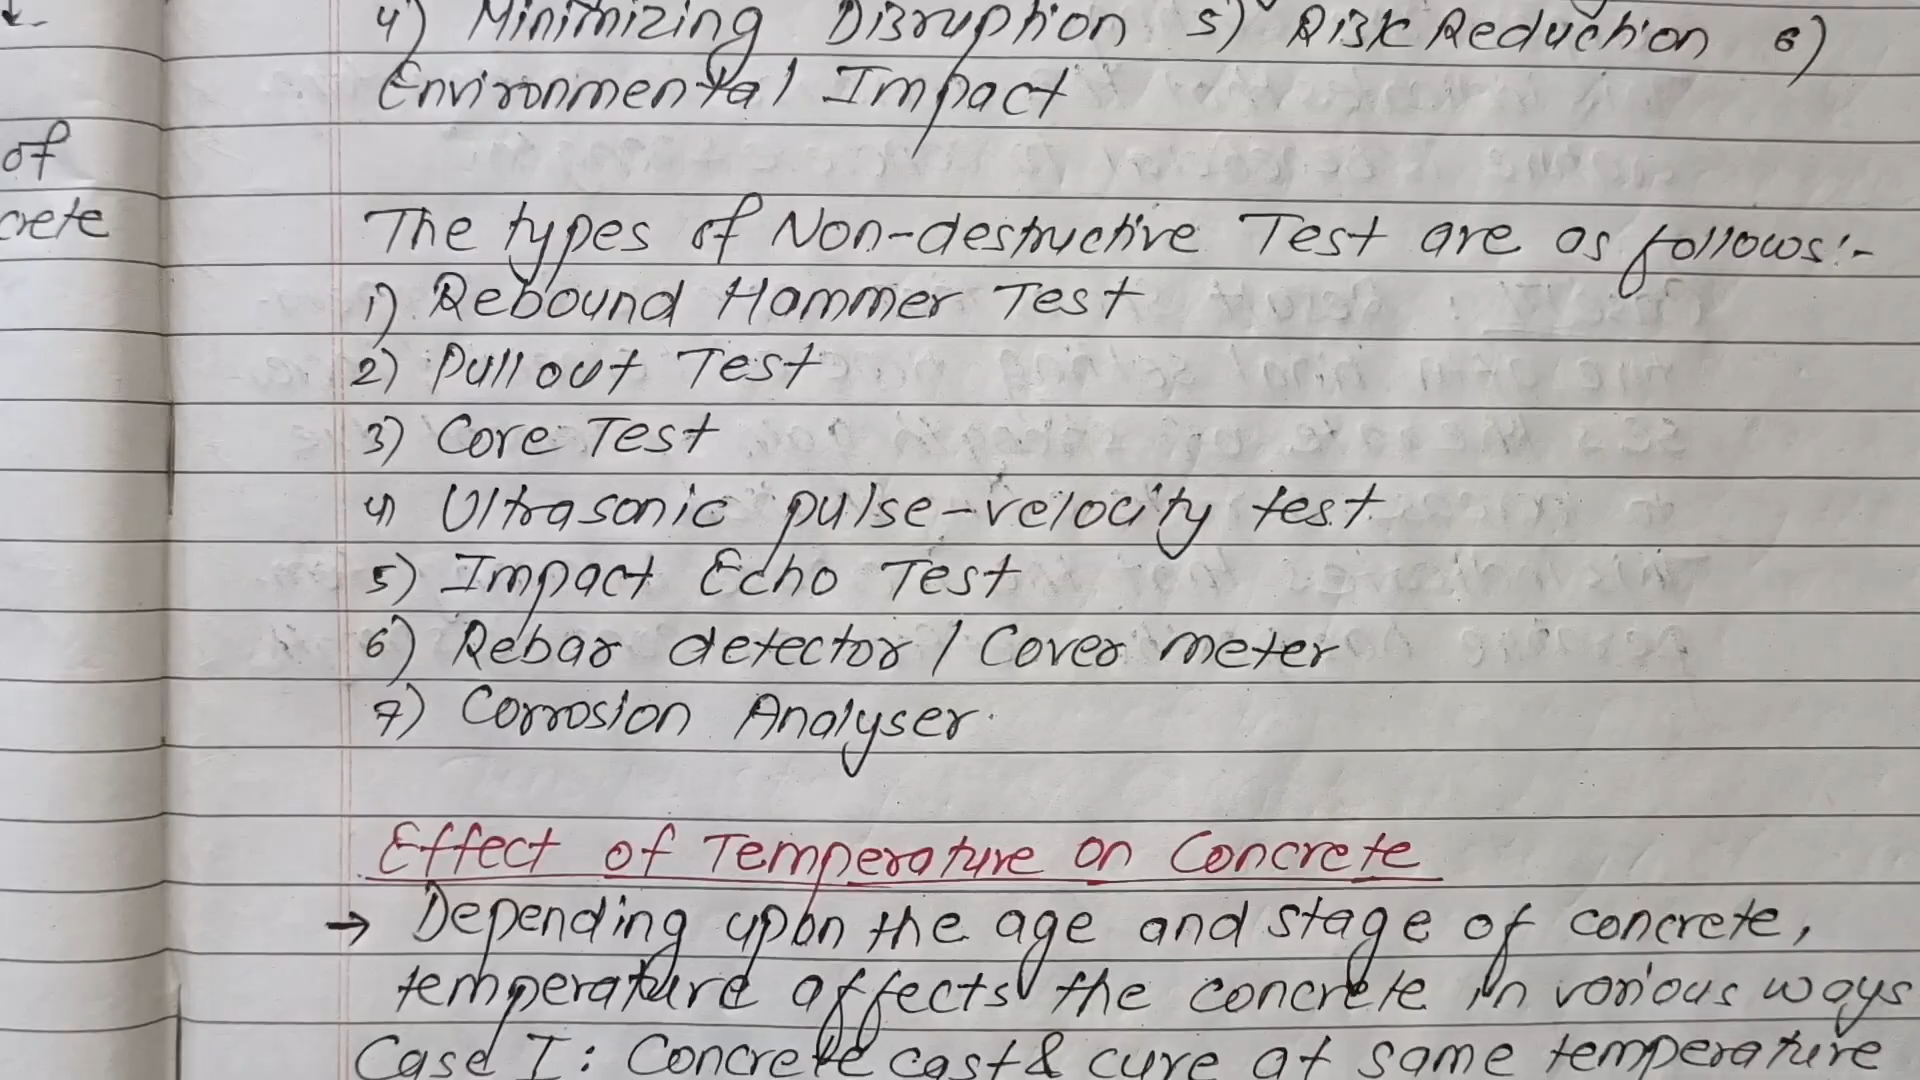 4) Minimizing Disruption 5) Risk Reduction 6)
Environmental Impact
of
crete
The types of Non-destructive Test are as follows:-
1) Rebound Hammer Test
2) Pull out Test
3) Core Test
4) Ultrasonic pulse-velocity test
5) Impact Echo Test
6) Rebar detector / Cover meter
7) Corrosion Analyser
Effect of Temperature on Concrete
→ Depending upon the age and stage of concrete,
temperature affects the concrete in various ways
Case I: Concrete cast & cure at same temperature